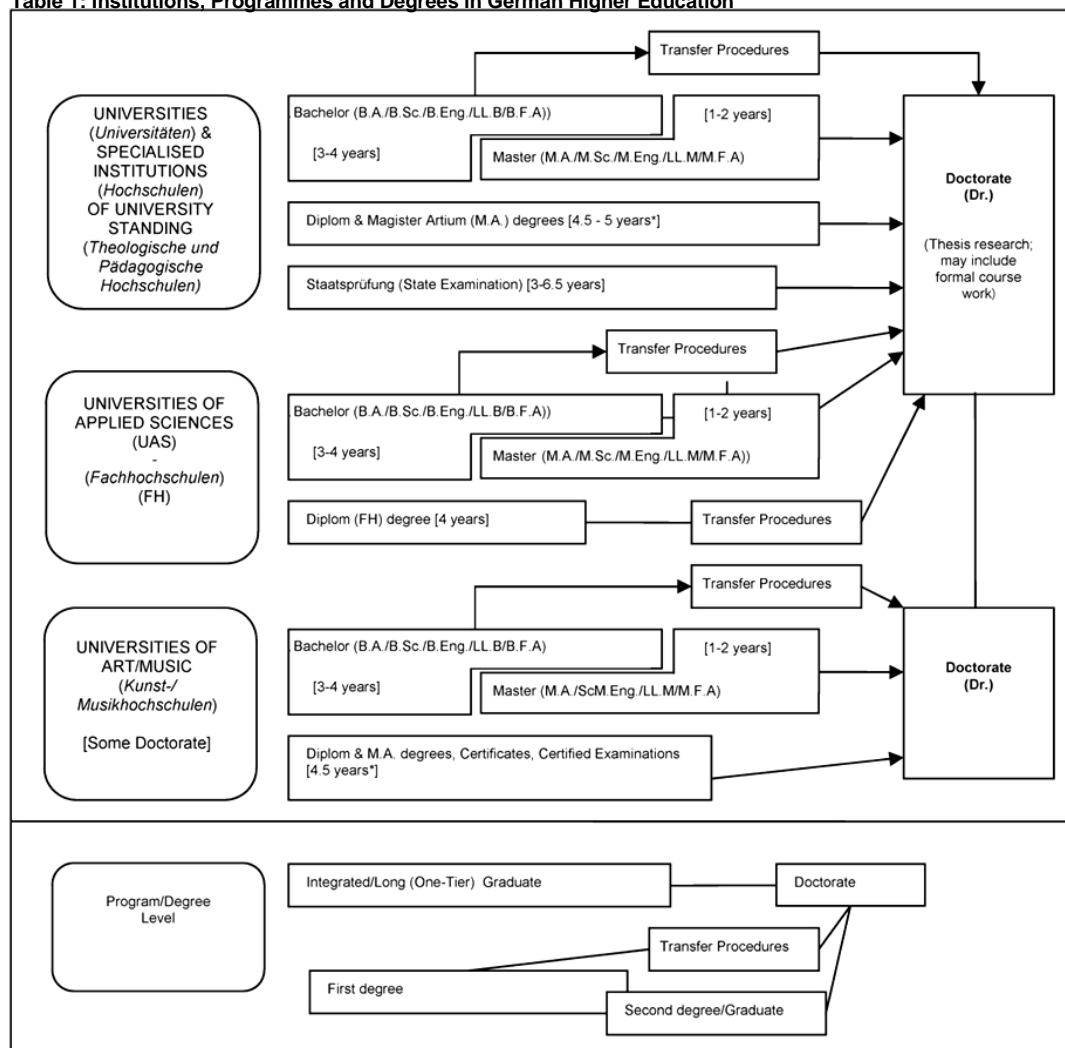 Table 1: Institutions, Programmes and Degrees in German Higher Education
Transfer Procedures
UNIVERSITIES
(Universitäten) &
SPECIALISED
INSTITUTIONS
(Hochschulen)
OF UNIVERSITY
STANDING
(Theologische und
Pädagogische
Hochschulen)
Bachelor (B.A./B.Sc./B.Eng./LL.B/B.F.A))
[3-4 years]
[1-2 years]
Master (M.A./M.Sc./M.Eng./LL.M/M.F.A)
Diplom & Magister Artium (M.A.) degrees [4.5 - 5 years*]
Staatsprüfung (State Examination) [3-6.5 years]
Doctorate
(Dr.)
(Thesis research;
may include
formal course
work)
Transfer Procedures
UNIVERSITIES OF
APPLIED SCIENCES
(UAS)
-
(Fachhochschulen)
(FH)
Bachelor (B.A./B.Sc./B.Eng./LL.B/B.F.A))
[3-4 years]
[1-2 years]
Master (M.A./M.Sc./M.Eng./LL.M/M.F.A))
Diplom (FH) degree [4 years]
Transfer Procedures
Transfer Procedures
UNIVERSITIES OF
ART/MUSIC
(Kunst-/
Musikhochschulen)
[Some Doctorate]
Bachelor (B.A./B.Sc./B.Eng./LL.B/B.F.A)
[3-4 years]
[1-2 years]
Master (M.A./ScM.Eng./LL.M/M.F.A)
Diplom & M.A. degrees, Certificates, Certified Examinations
[4.5 years*]
Doctorate
(Dr.)
Program/Degree
Level
Integrated/Long (One-Tier) Graduate
Doctorate
Transfer Procedures
First degree
Second degree/Graduate